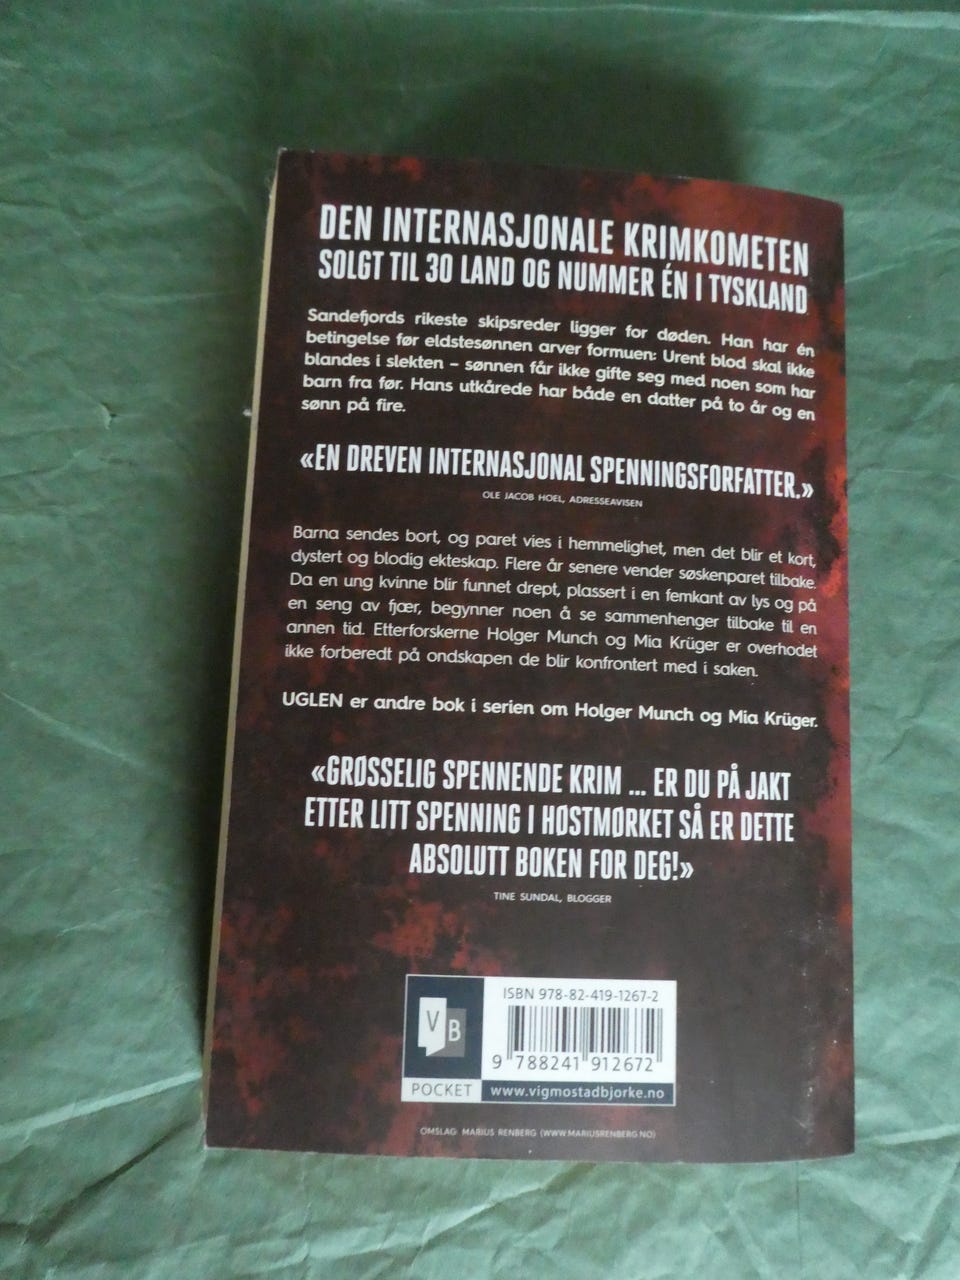 DEN INTERNASJONALE KRIMKOMETEN
SOLGT TIL 30 LAND OG NUMMER ÉN I TYSKLAND
Sandefjords rikeste skipsreder ligger for døden. Han har én
betingelse før eldstesønnen arver formuen: Urent blod skal ikke
blandes i slekten – sønnen får ikke gifte seg med noen som har
barn fra før. Hans utkårede har både en datter på to år og en
sønn på fire.
«EN DREVEN INTERNASJONAL SPENNINGSFORFATTER.»
OLE JACOB HOEL, ADRESSEAVISEN
Barna sendes bort, og paret vies i hemmelighet, men det blir et kort,
dystert og blodig ekteskap. Flere år senere vender søskenparet tilbake.
Da en ung kvinne blir funnet drept, plassert i en femkant av lys og på
en seng av fjær, begynner noen å se sammenhenger tilbake til en
annen tid. Etterforskerne Holger Munch og Mia Krüger er overhodet
ikke forberedt på ondskapen de blir konfrontert med i saken.
UGLEN er andre bok i serien om Holger Munch og Mia Krüger.
«GRØSSELIG SPENNENDE KRIM ... ER DU PÅ JAKT
ETTER LITT SPENNING I HØSTMØRKET SÅ ER DETTE
ABSOLUTT BOKEN FOR DEG!»
TINE SUNDAL, BLOGGER
ISBN 978-82-419-1267-2
VB
9 788241 912672
POCKET www.vigmostadbjorke.no
OMSLAG: MARIUS RENBERG (WWW.MARIUSRENBERG.NO)